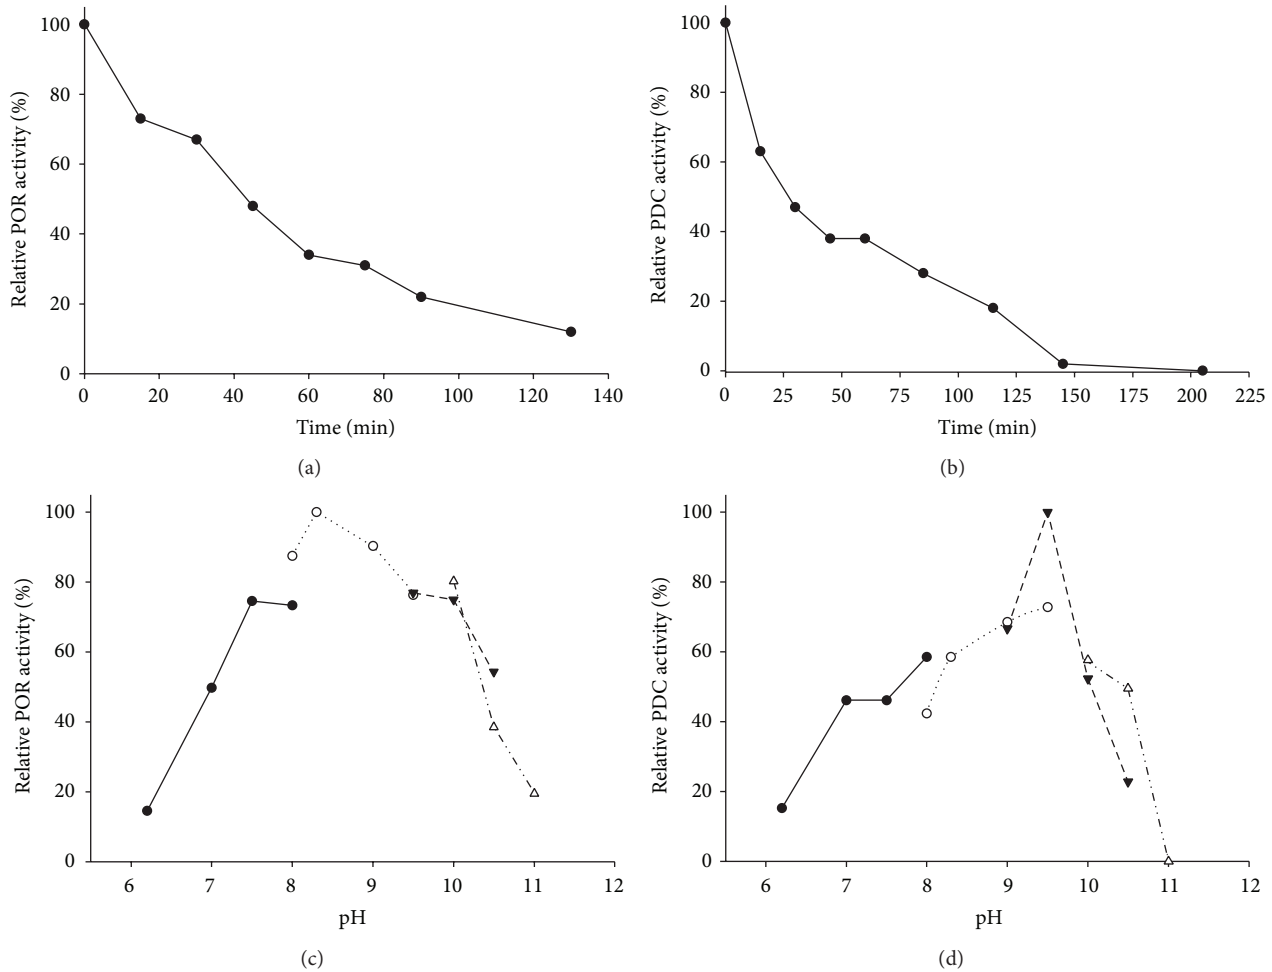 Relative POR activity (%)
100
80
60
40
20
0
0 20 40 60 80 100 120 140
Time (min)
(a)
Relative PDC activity (%)
100
80
60
40
20
0
0 25 50 75 100 125 150 175 200 225
Time (min)
(b)
Relative POR activity (%)
100
80
60
40
20
0
6 7 8 9 10 11 12
pH
(c)
Relative PDC activity (%)
100
80
60
40
20
0
6 7 8 9 10 11 12
pH
(d)